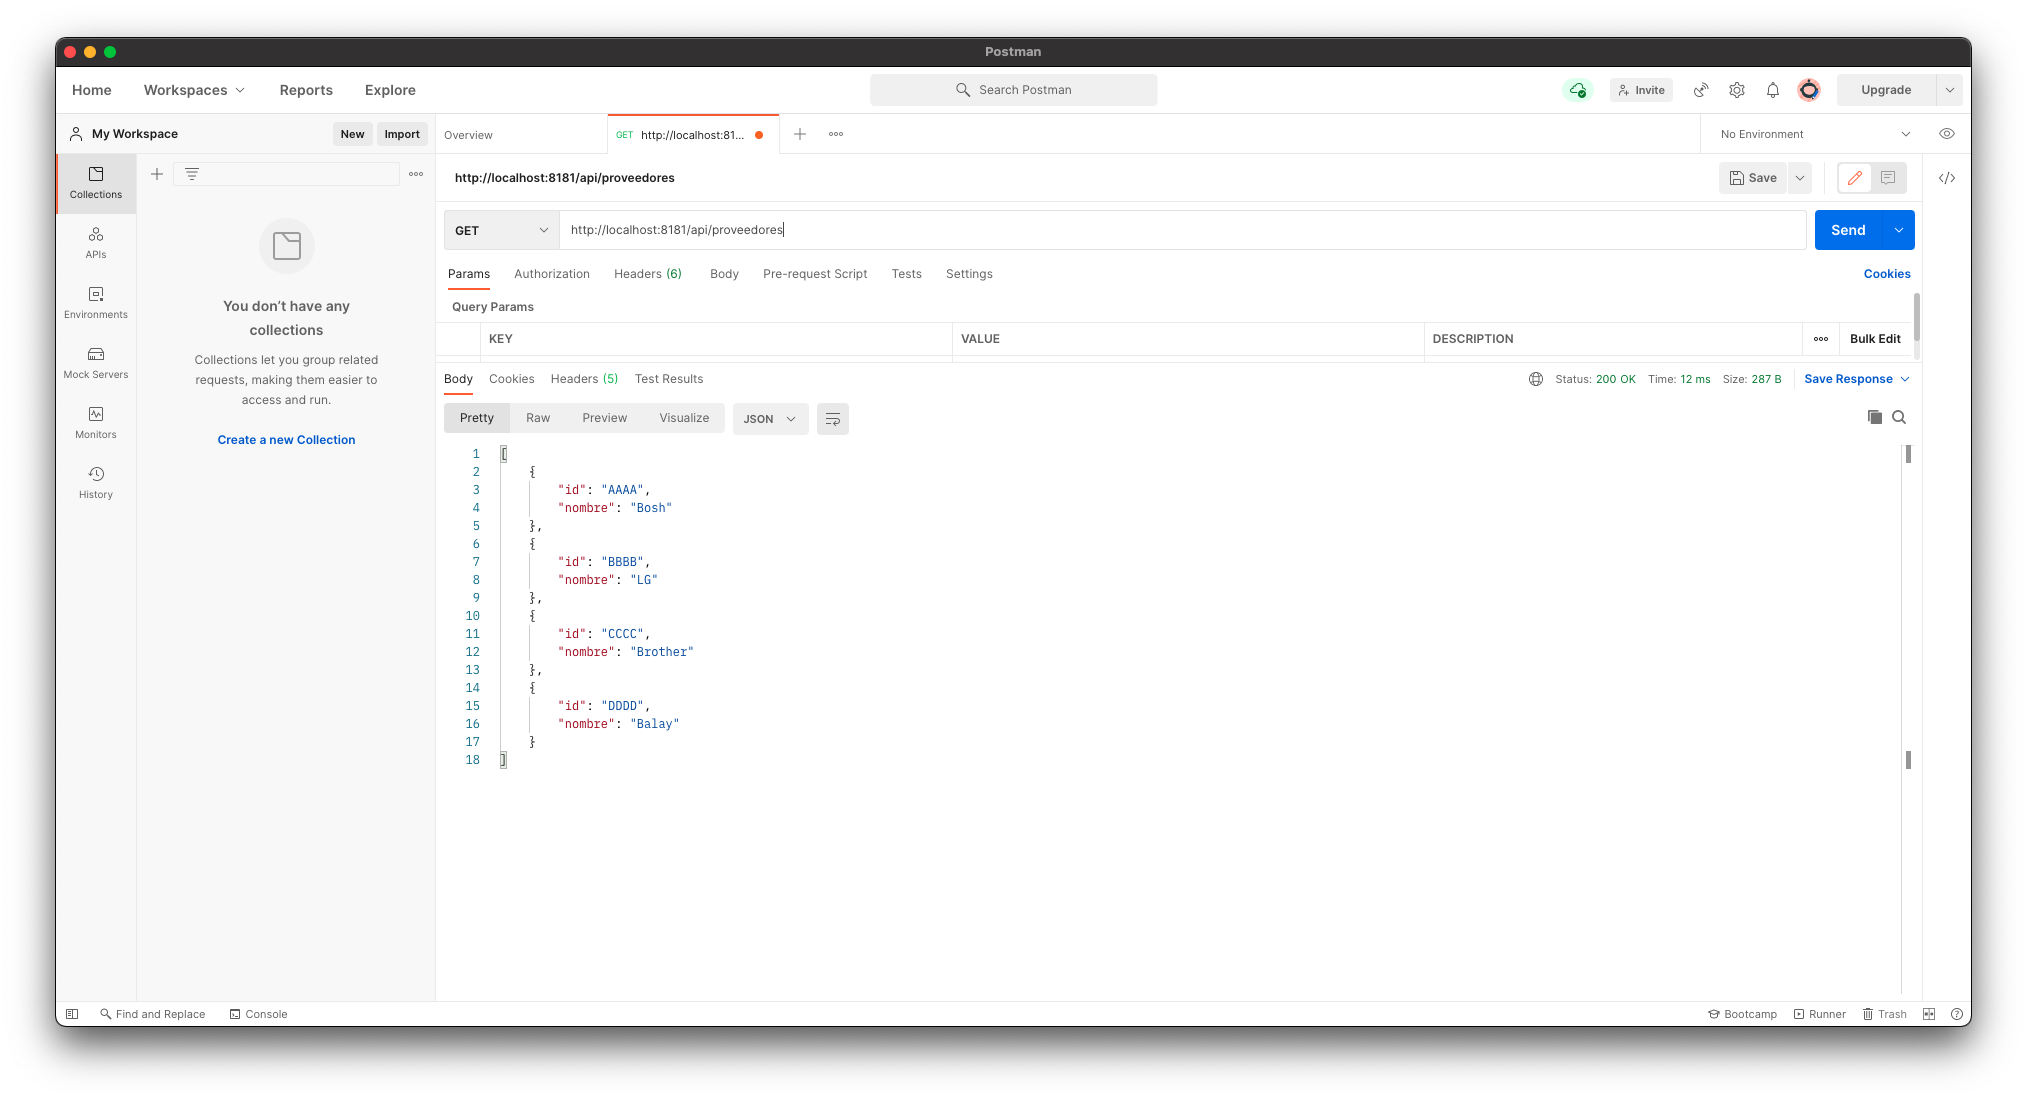 Postman
Home Workspaces Reports Explore Search Postman Invite Upgrade
My Workspace New Import Overview GET http://localhost:81... No Environment
Collections
APIs
Environments
Mock Servers
Monitors
History
You don't have any
collections
Collections let you group related
requests, making them easier to
access and run.
Create a new Collection
http://localhost:8181/api/proveedores Save
GET http://localhost:8181/api/proveedores Send
Params Authorization Headers (6) Body Pre-request Script Tests Settings Cookies
Query Params
KEY VALUE DESCRIPTION Bulk Edit
Body Cookies Headers (5) Test Results Status: 200 OK Time: 12 ms Size: 287 B Save Response
Pretty Raw Preview Visualize JSON
1 [
2 {
3 "id": "AAAA",
4 "nombre": "Bosh"
5 },
6 {
7 "id": "BBBB",
8 "nombre": "LG"
9 },
10 {
11 "id": "CCCC",
12 "nombre": "Brother"
13 },
14 {
15 "id": "DDDD",
16 "nombre": "Balay"
17 }
18 ]
Find and Replace Console Bootcamp Runner Trash